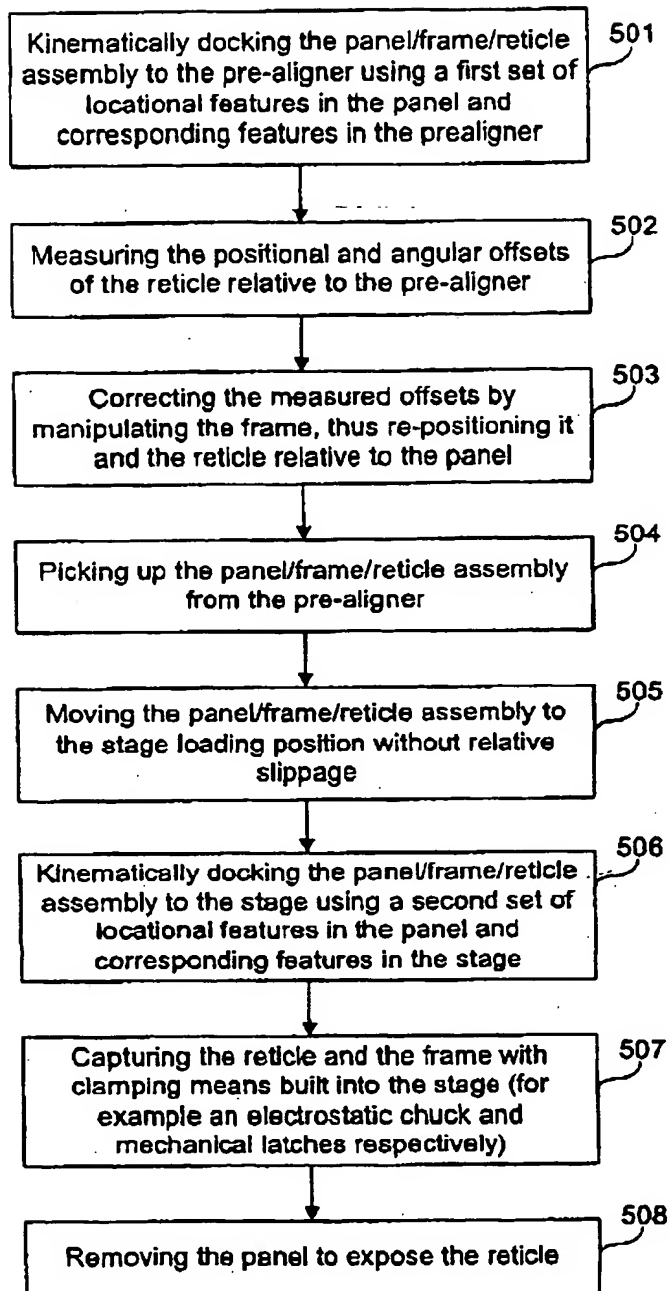 Kinematically docking the panel/frame/reticle
assembly to the pre-aligner using a first set of
locational features in the panel and
corresponding features in the prealigner
501
Measuring the positional and angular offsets
of the reticle relative to the pre-aligner
502
Correcting the measured offsets by
manipulating the frame, thus re-positioning it
and the reticle relative to the panel
503
Picking up the panel/frame/reticle assembly
from the pre-aligner
504
Moving the panel/frame/reticle assembly to
the stage loading position without relative
slippage
505
Kinematically docking the panel/frame/reticle
assembly to the stage using a second set of
locational features in the panel and
corresponding features in the stage
506
Capturing the reticle and the frame with
clamping means built into the stage (for
example an electrostatic chuck and
mechanical latches respectively)
507
Removing the panel to expose the reticle
508